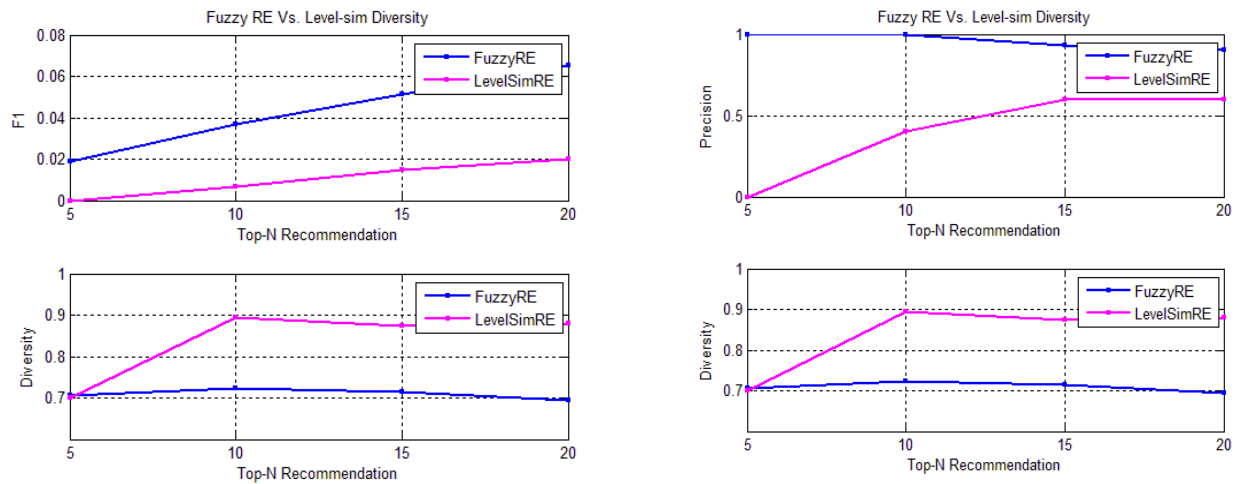 Fuzzy RE Vs. Level-sim Diversity
0.08
0.06
0.04
0.02
0
F1
FuzzyRE
LevelSimRE
5
10
15
20
Top-N Recommendation
1
0.9
0.8
0.7
Diversity
FuzzyRE
LevelSimRE
5
10
15
20
Top-N Recommendation
Fuzzy RE Vs. Level-sim Diversity
1
0.5
0
Precision
FuzzyRE
LevelSimRE
5
10
15
20
Top-N Recommendation
1
0.9
0.8
0.7
Diversity
FuzzyRE
LevelSimRE
5
10
15
20
Top-N Recommendation